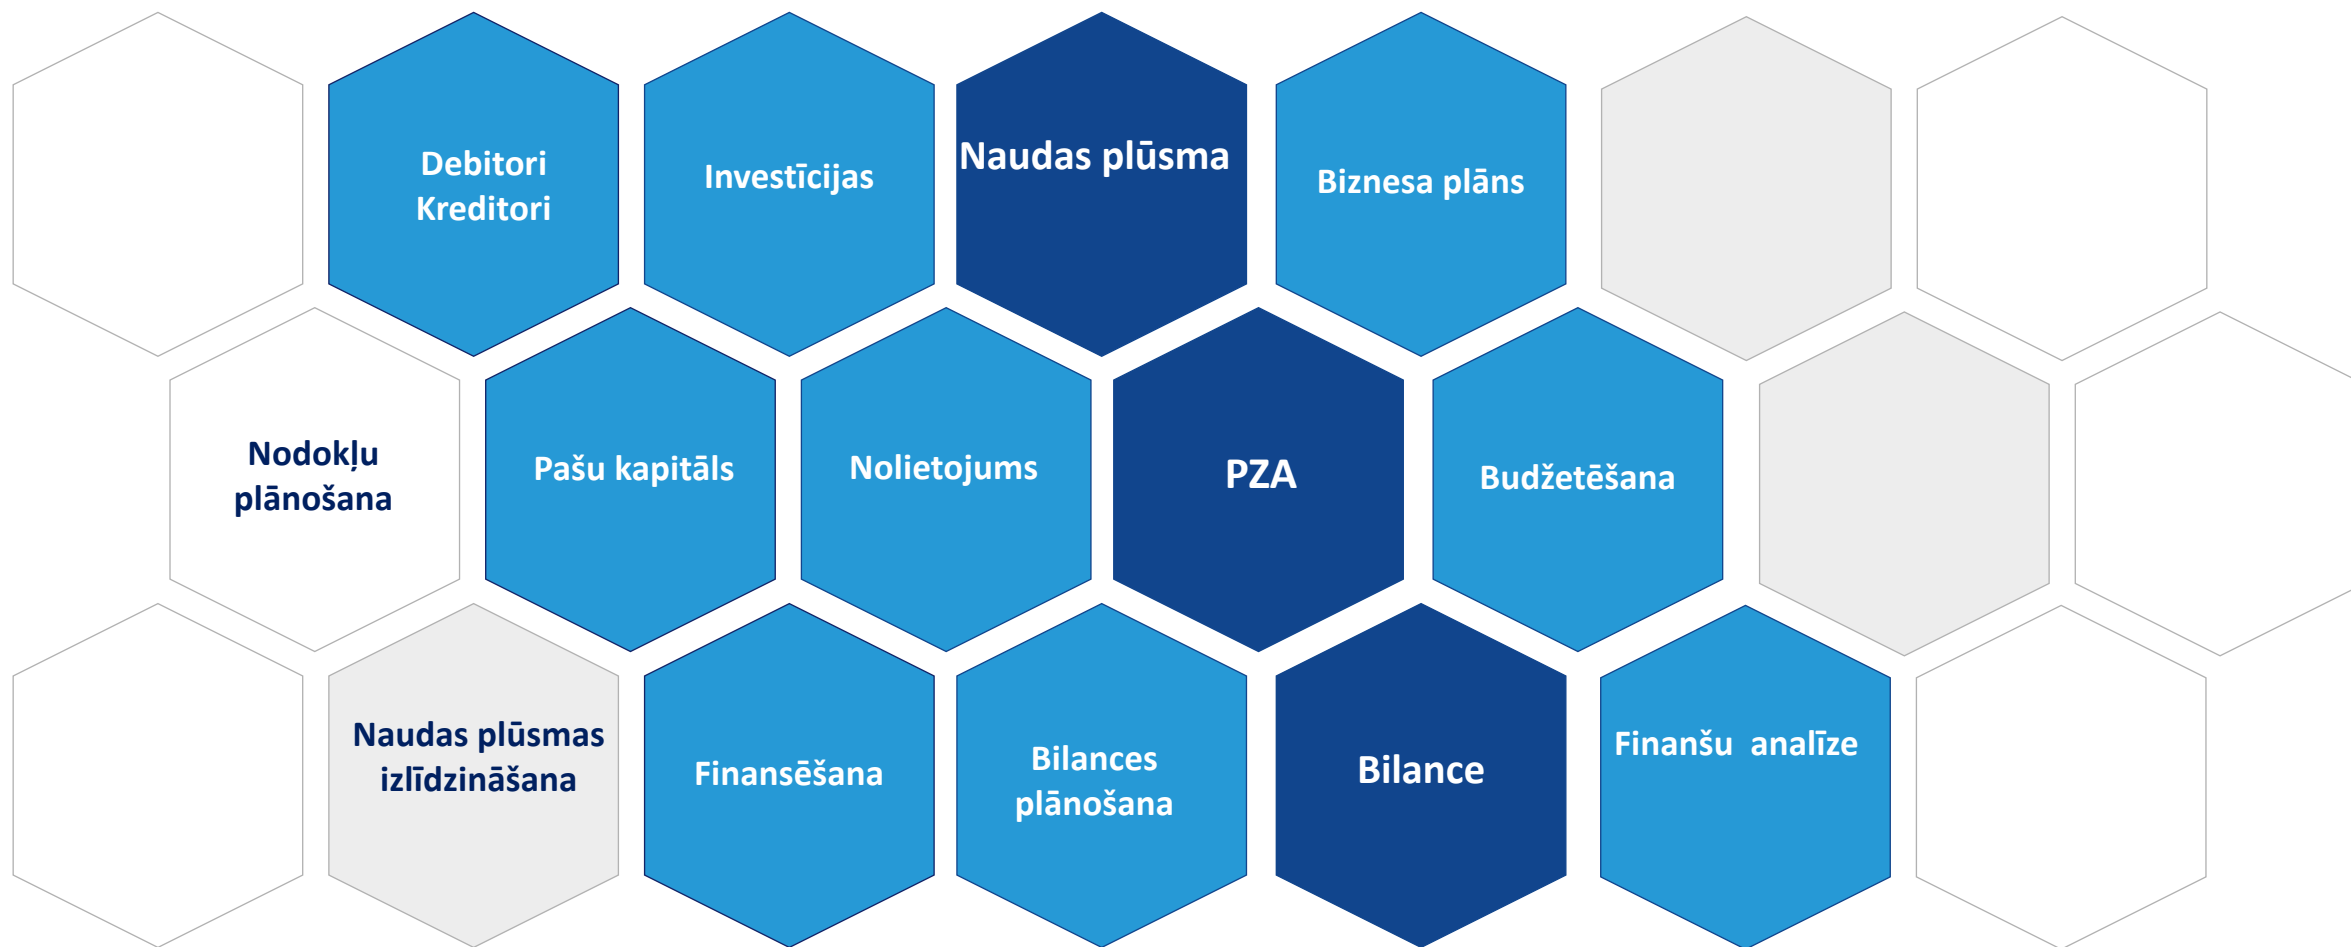 Debitori
Kreditori
Investīcijas
Naudas plūsma
Biznesa plāns
Nodokļu
plānošana
Pašu kapitāls
Nolietojums
PZA
Budžetēšana
Naudas plūsmas
izlīdzināšana
Finansēšana
Bilances
plānošana
Bilance
Finanšu  analīze